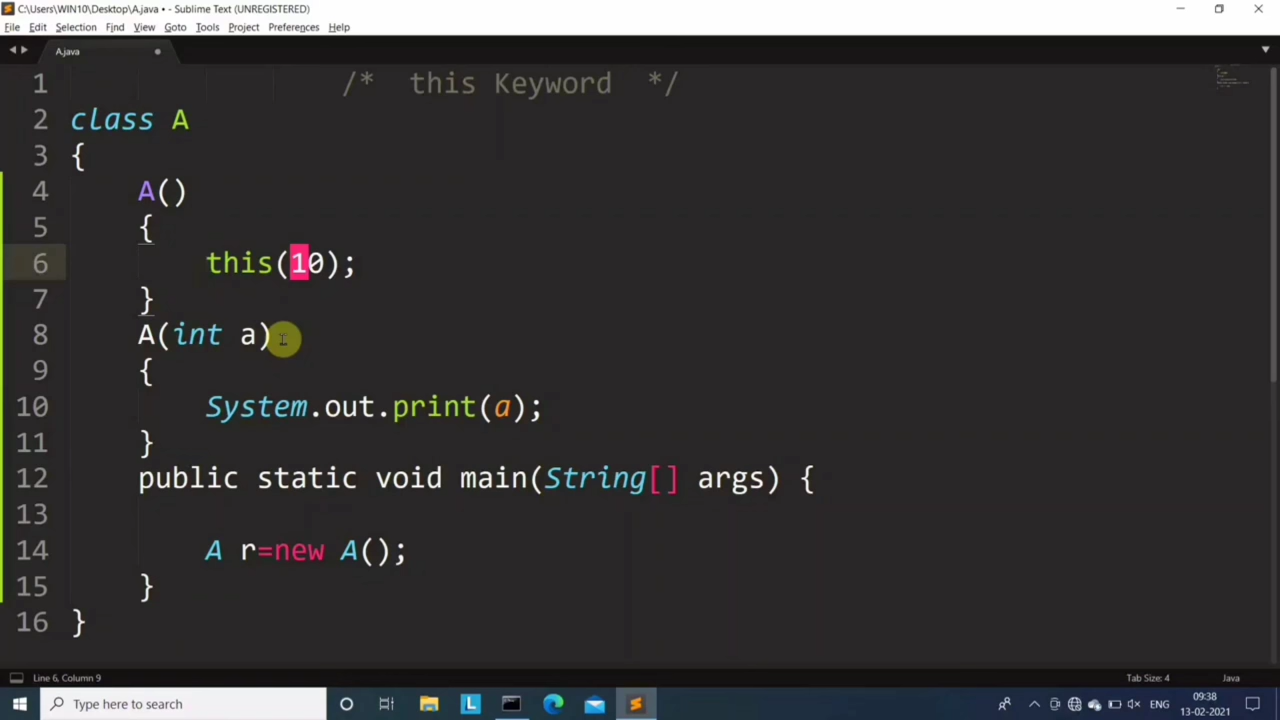 C:\Users\WIN10\Desktop\A.java • - Sublime Text (UNREGISTERED)
File Edit Selection Find View Goto Tools Project Preferences Help
A.java
1 /* this Keyword */
2 class A
3 {
4 A()
5 {
6 this(10);
7 }
8 A(int a)
9 {
10 System.out.print(a);
11 }
12 public static void main(String[] args) {
13
14 A r=new A();
15 }
16 }
Line 6, Column 9 Tab Size: 4 Java
Type here to search ENG 09:38
13-02-2021